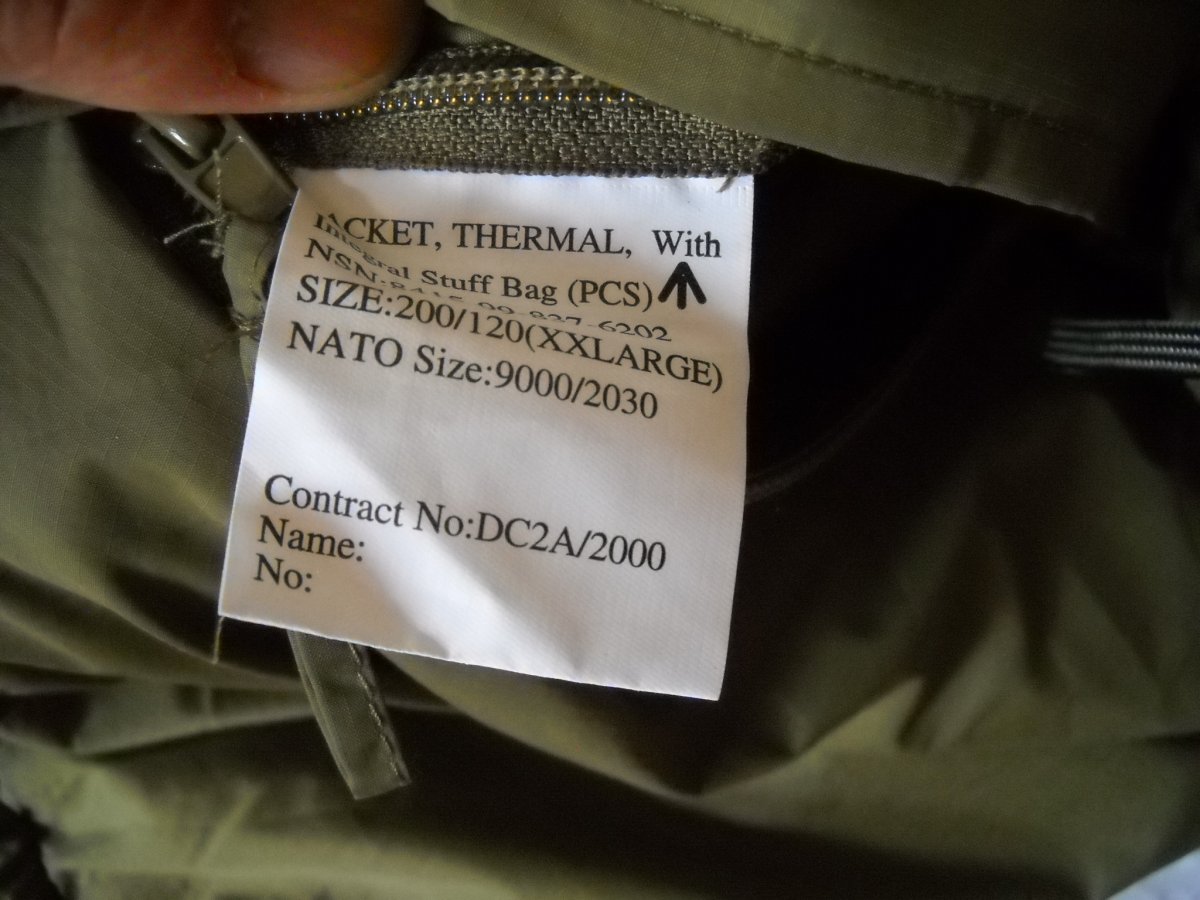 JACKET, THERMAL, With
Integral Stuff Bag (PCS)
NSN:
SIZE:200/120(XXLARGE)
NATO Size:9000/2030
Contract No:DC2A/2000
Name:
No: